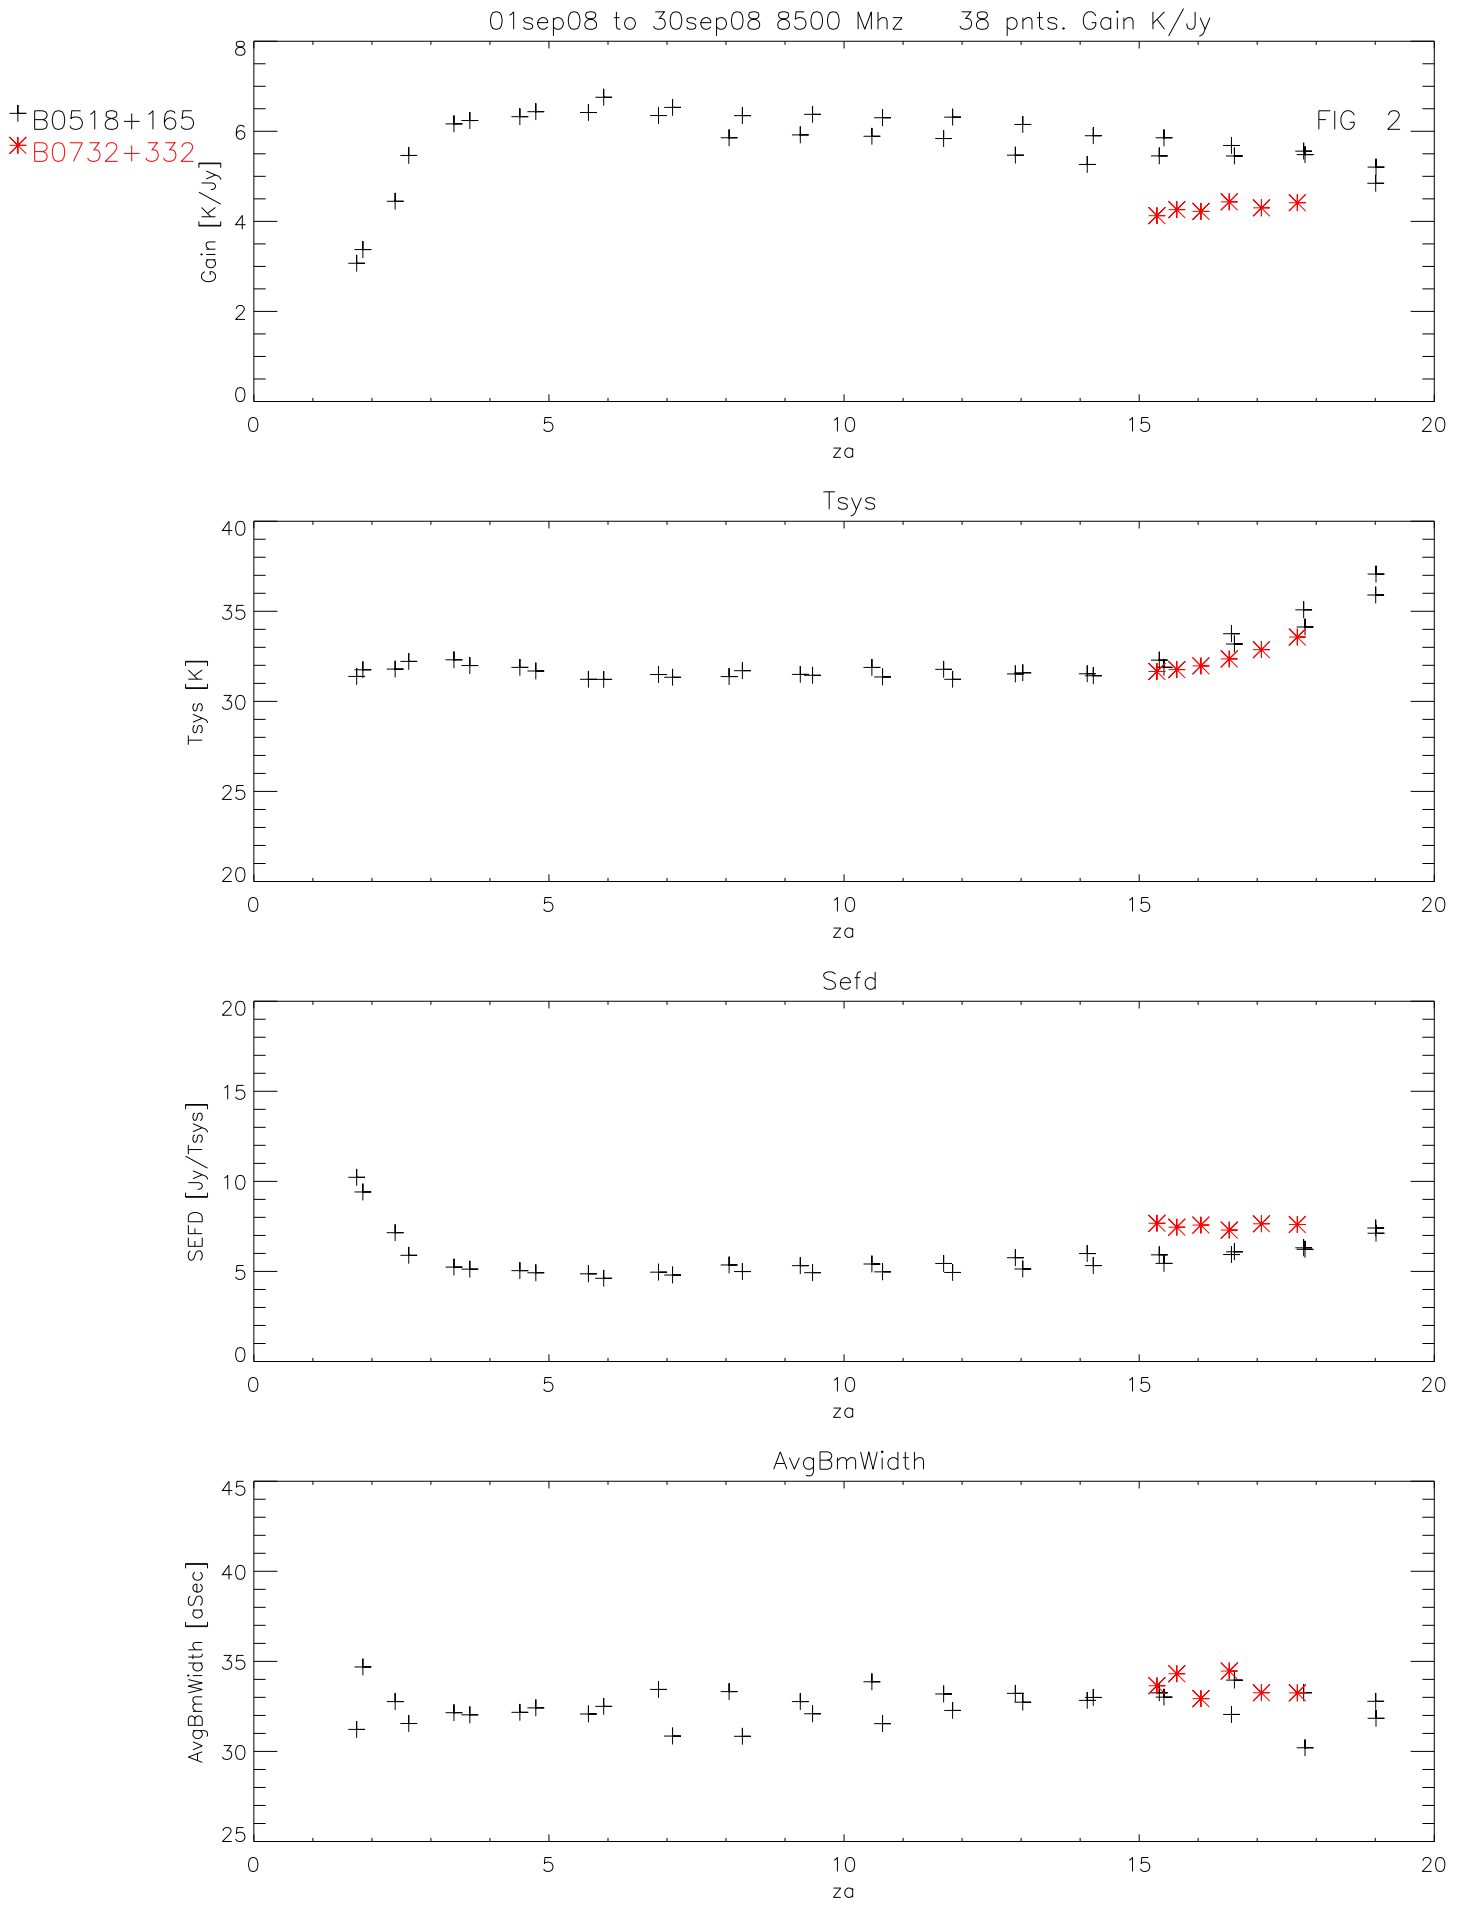 01sep08 to 30sep08 8500 Mhz 38 pnts. Gain K/Jy
B0518+165
B0732+332
FIG 2
Gain [K/Jy]
8
6
4
2
0
0 5 10 15 20
za
Tsys
Tsys [K]
40
35
30
25
20
0 5 10 15 20
za
Sefd
SEFD [Jy/Tsys]
20
15
10
5
0
0 5 10 15 20
za
AvgBmWidth
AvgBmWidth [aSec]
45
40
35
30
25
0 5 10 15 20
za